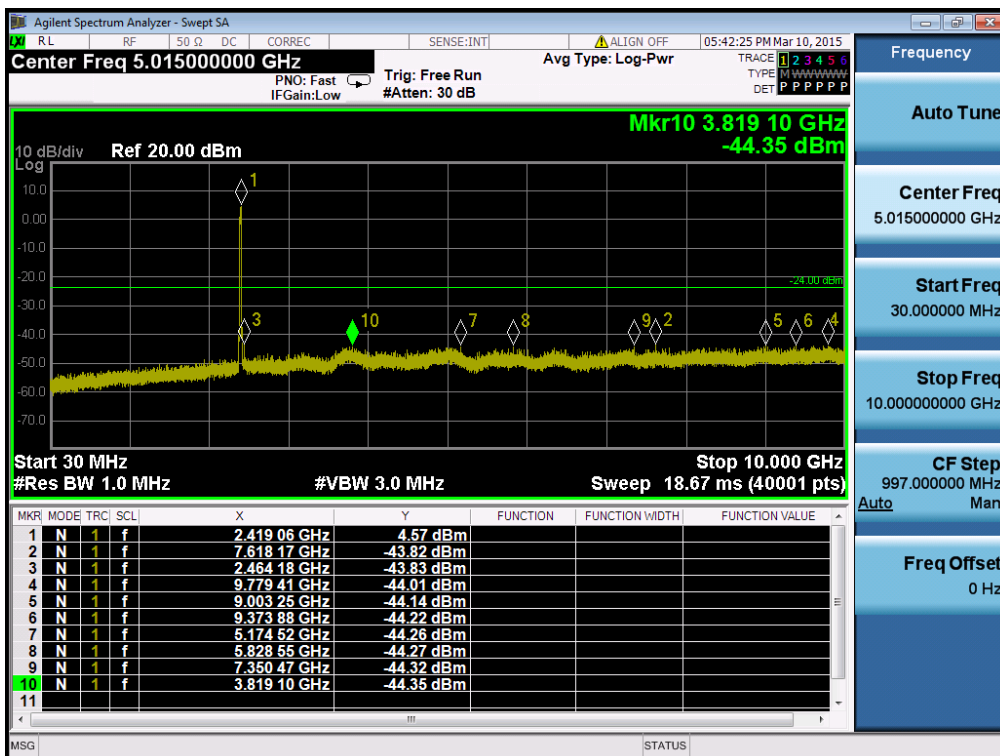 Agilent Spectrum Analyzer - Swept SA
LXI RL RF 50 Ω DC CORREC SENSE:INT ALIGN OFF 05:42:25 PM Mar 10, 2015
Center Freq 5.015000000 GHz
PNO: Fast
IFGain:Low
Trig: Free Run
#Atten: 30 dB
Avg Type: Log-Pwr
TRACE 1 2 3 4 5 6
TYPE M WWWWW
DET P P P P P P
Mkr10 3.819 10 GHz
-44.35 dBm
10 dB/div Ref 20.00 dBm
Log
10.0
0.00
-10.0
-20.0
-30.0
-40.0
-50.0
-60.0
-70.0
-24.00 dBm
1
3 10 7 8 9 2 5 6 4
Start 30 MHz Stop 10.000 GHz
#Res BW 1.0 MHz #VBW 3.0 MHz Sweep 18.67 ms (40001 pts)
MKR MODE TRC SCL X Y FUNCTION FUNCTION WIDTH FUNCTION VALUE
1 N 1 f 2.419 06 GHz 4.57 dBm
2 N 1 f 7.618 17 GHz -43.82 dBm
3 N 1 f 2.464 18 GHz -43.83 dBm
4 N 1 f 9.779 41 GHz -44.01 dBm
5 N 1 f 9.003 25 GHz -44.14 dBm
6 N 1 f 9.373 88 GHz -44.22 dBm
7 N 1 f 5.174 52 GHz -44.26 dBm
8 N 1 f 5.828 55 GHz -44.27 dBm
9 N 1 f 7.350 47 GHz -44.32 dBm
10 N 1 f 3.819 10 GHz -44.35 dBm
11
MSG STATUS
Frequency
Auto Tune
Center Freq
5.015000000 GHz
Start Freq
30.000000 MHz
Stop Freq
10.000000000 GHz
CF Step
997.000000 MHz
Auto Man
Freq Offset
0 Hz